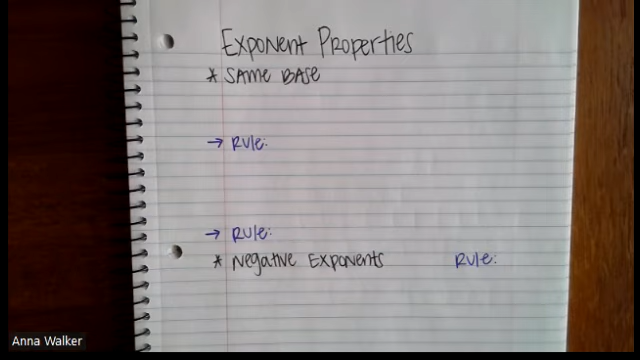 Exponent Properties
* SAME BASE
→ RULE:
→ RULE:
* Negative Exponents RULE:
Anna Walker